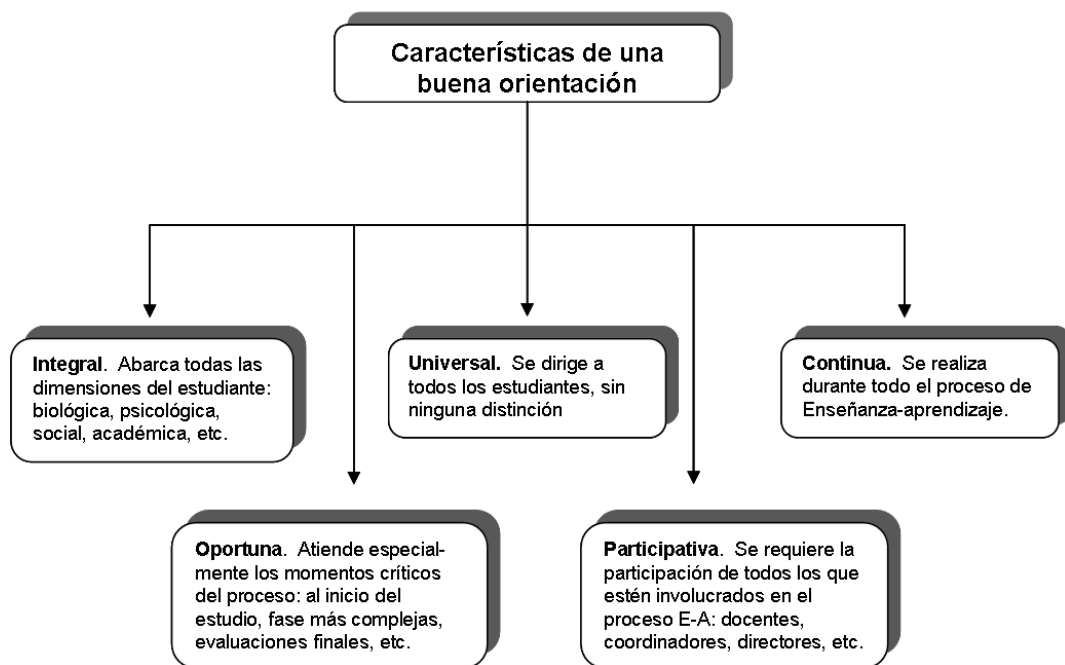 Características de una
buena orientación
Integral. Abarca todas las
dimensiones del estudiante:
biológica, psicológica,
social, académica, etc.
Universal. Se dirige a
todos los estudiantes, sin
ninguna distinción
Continua. Se realiza
durante todo el proceso de
Enseñanza-aprendizaje.
Oportuna. Atiende especial-
mente los momentos críticos
del proceso: al inicio del
estudio, fase más complejas,
evaluaciones finales, etc.
Participativa. Se requiere la
participación de todos los que
estén involucrados en el
proceso E-A: docentes,
coordinadores, directores, etc.